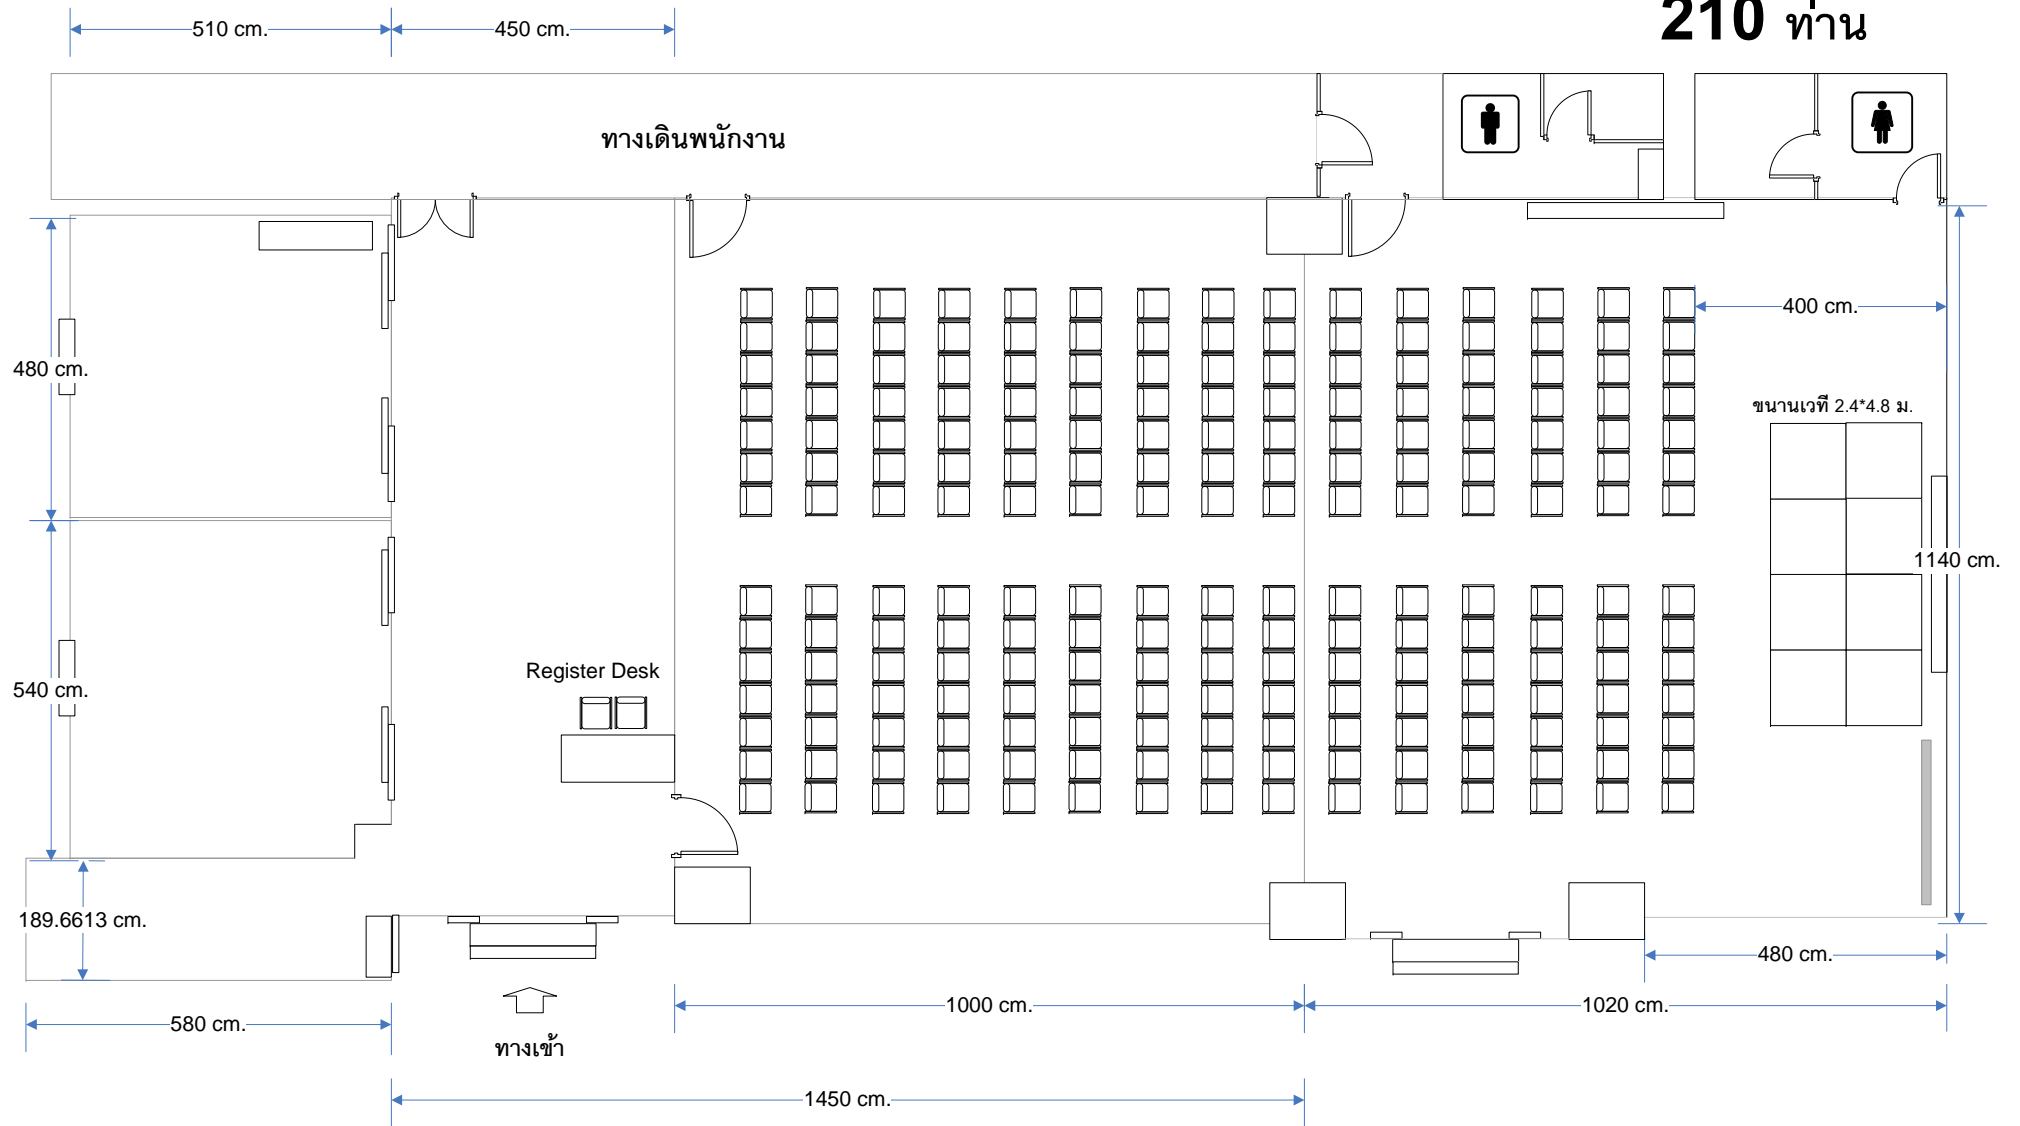 210 ท่าน
510 cm.
450 cm.
ทางเดินพนักงาน
400 cm.
480 cm.
ขนานเวที 2.4*4.8 ม.
1140 cm.
Register Desk
540 cm.
189.6613 cm.
480 cm.
1000 cm.
1020 cm.
580 cm.
ทางเข้า
1450 cm.